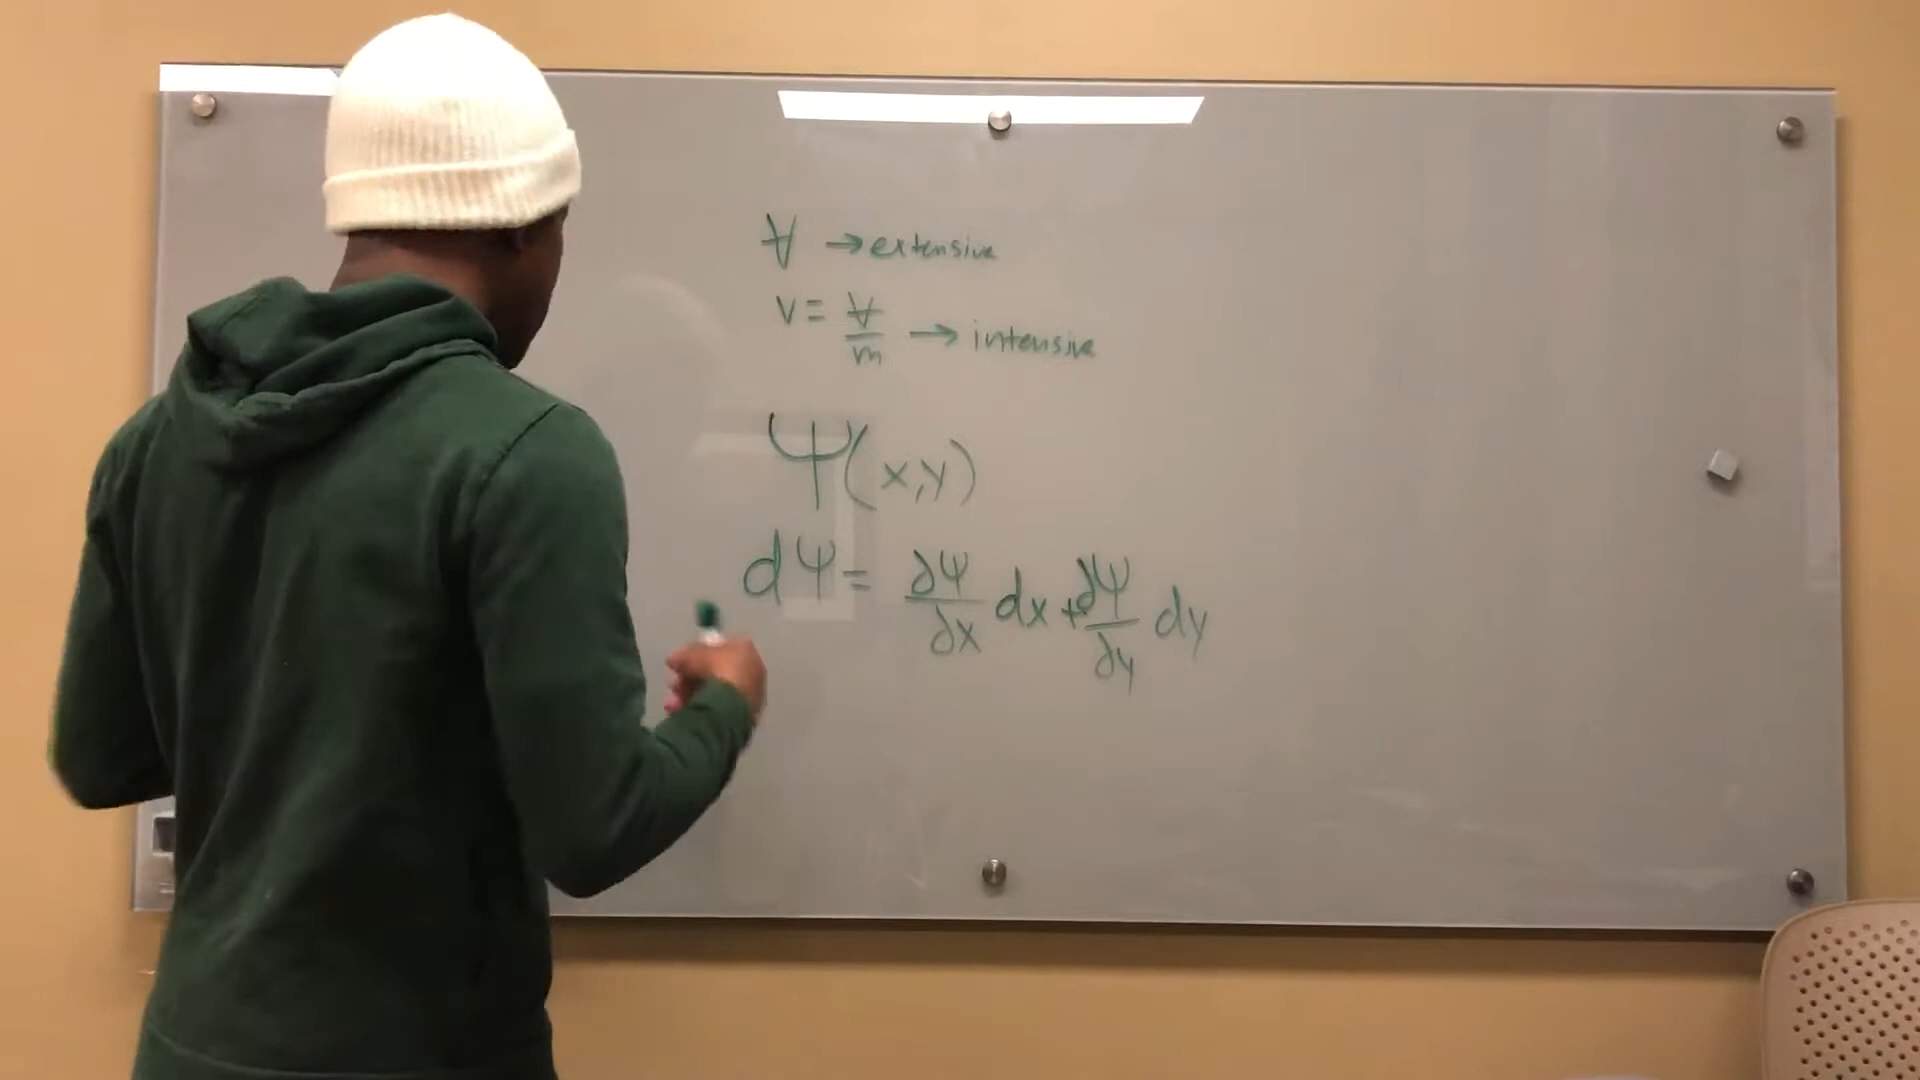 V̶ → extensive
v ≡ V̶/m → intensive
Ψ(x,y)
dΨ = ∂Ψ/∂x dx + ∂Ψ/∂y dy